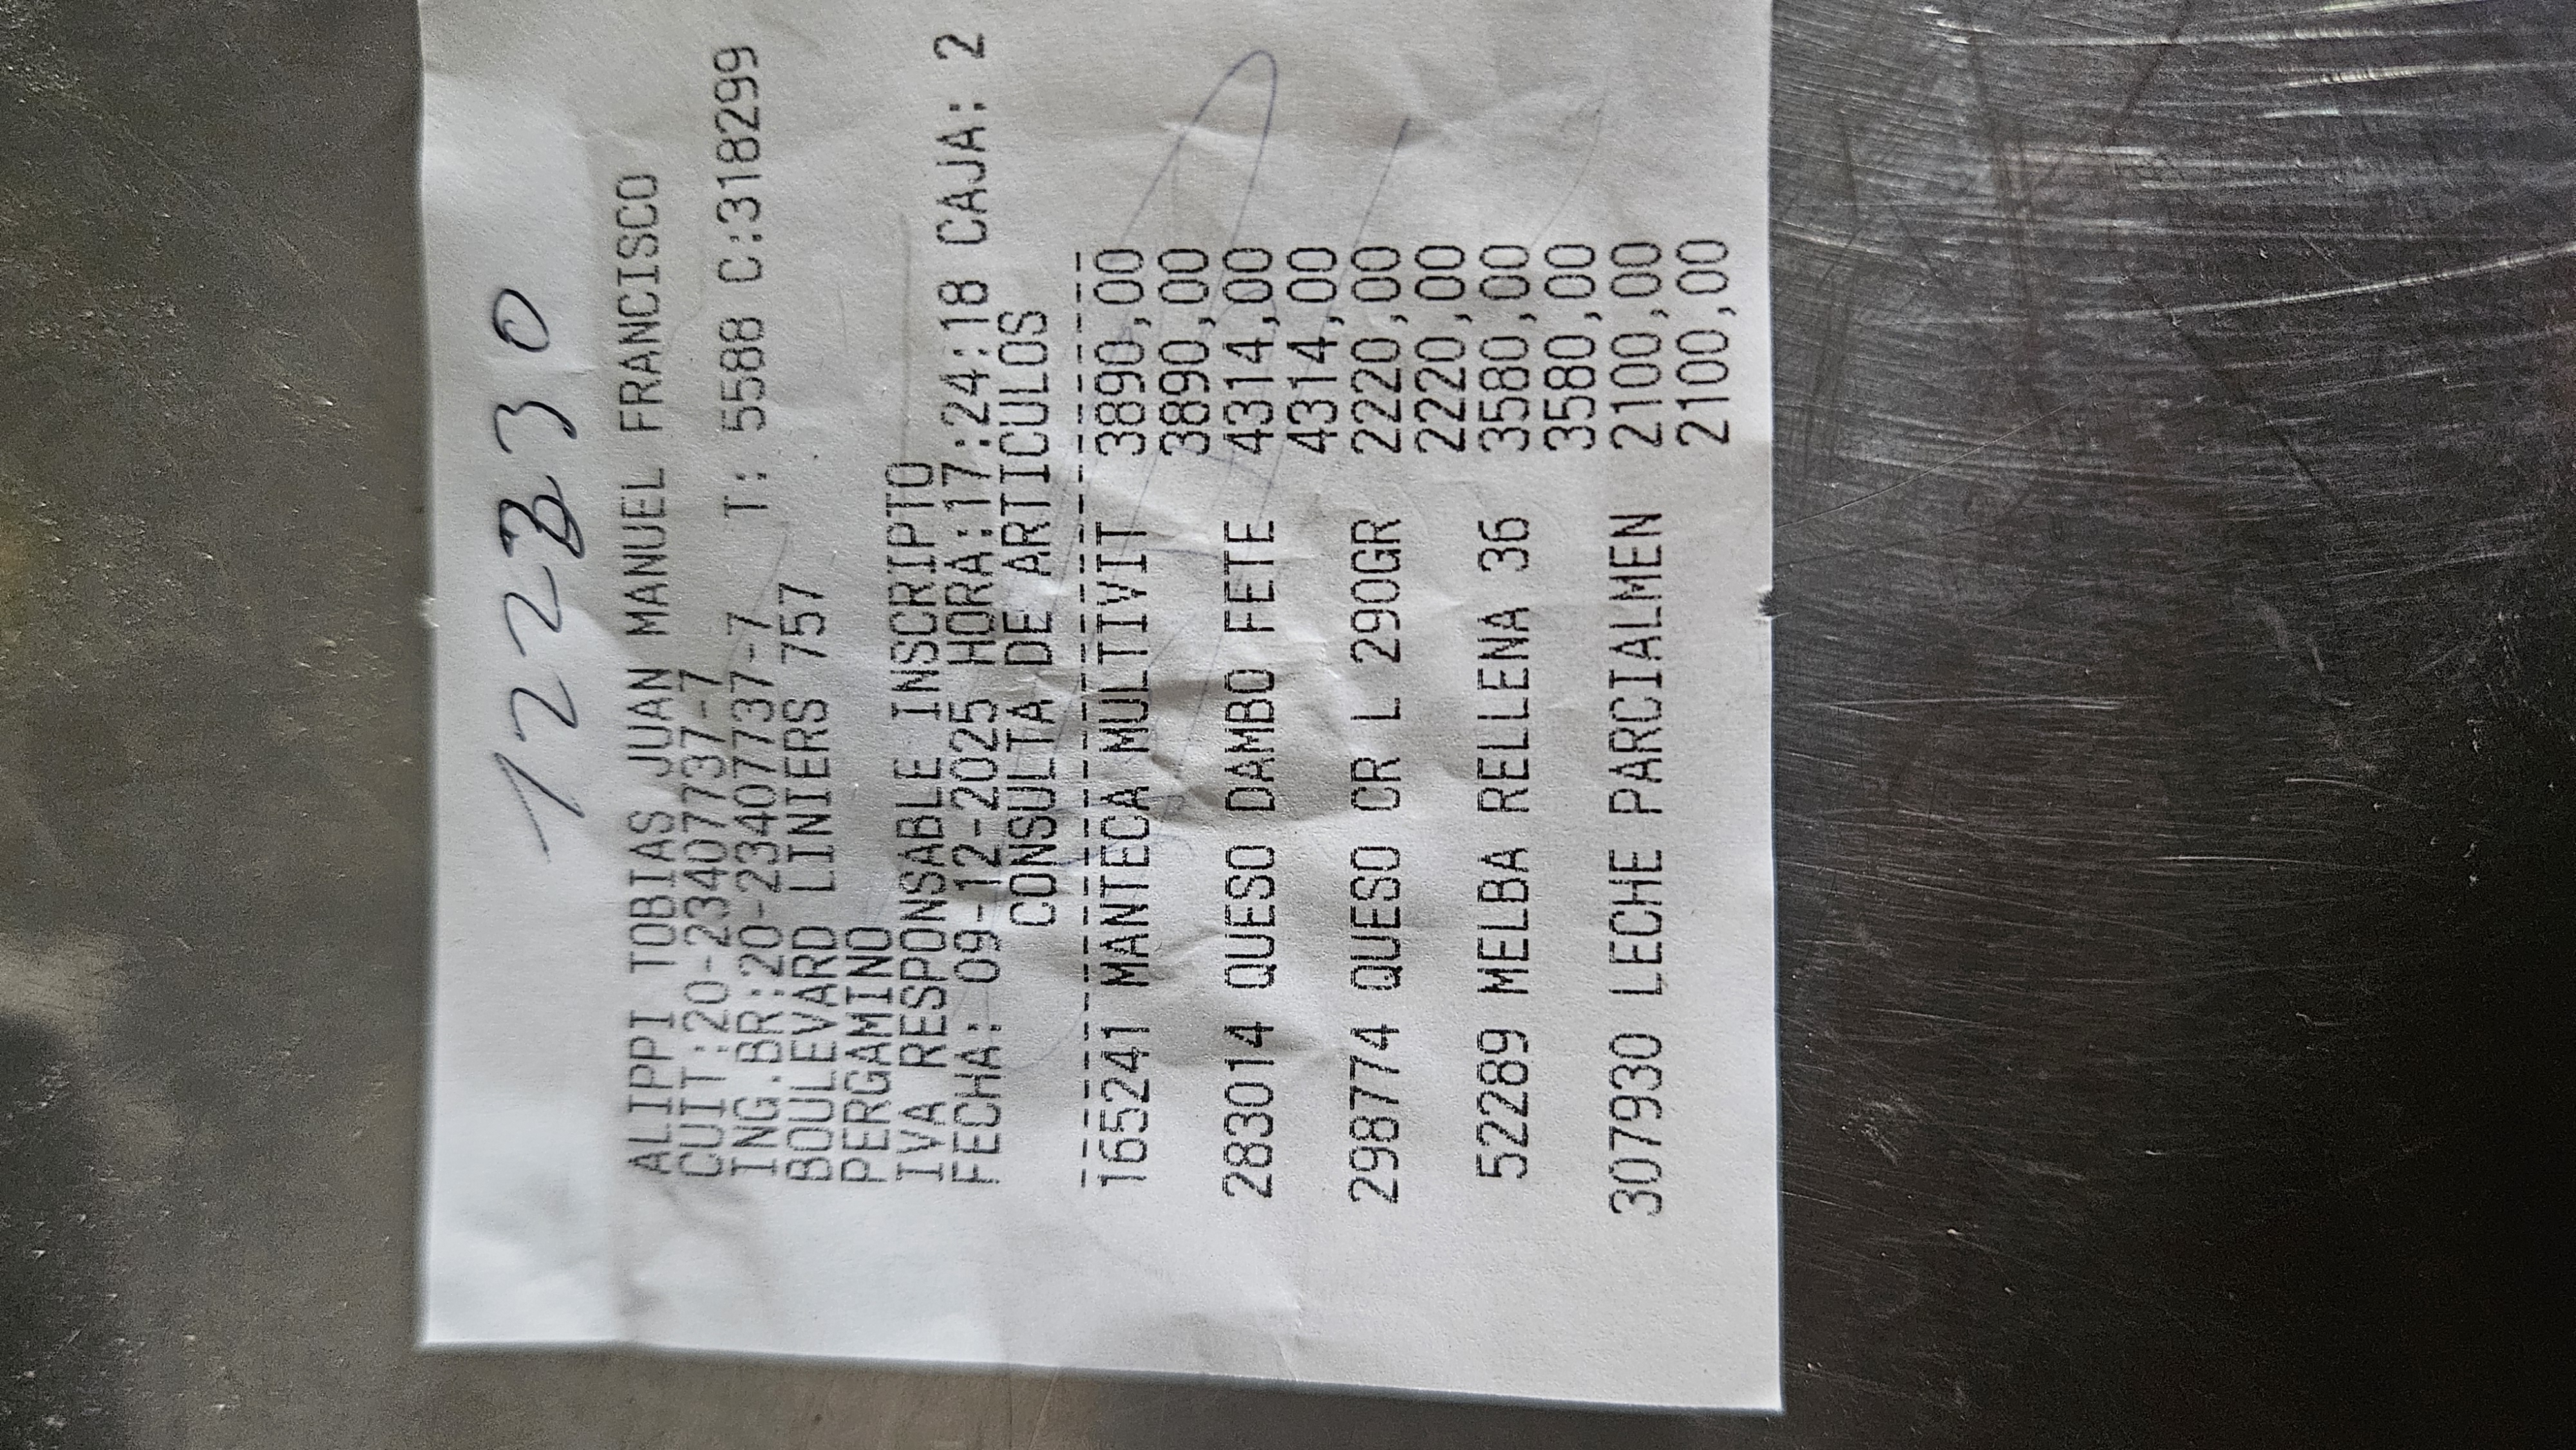 12230
ALIPPI TOBIAS JUAN MANUEL FRANCISCO
CUIT:20-23407737-7
ING.BR:20-23407737-7 T: 5588 C:318299
BOULEVARD LINIERS 757
PERGAMINO
IVA RESPONSABLE INSCRIPTO
FECHA: 09-12-2025 HORA:17:24:18 CAJA: 2
CONSULTA DE ARTICULOS
165241 MANTECA MULTIVIT 3890,00
3890,00
283014 QUESO DAMBO FETE 4314,00
4314,00
298774 QUESO CR L 290GR 2220,00
2220,00
52289 MELBA RELLENA 36 3580,00
3580,00
307930 LECHE PARCIALMEN 2100,00
2100,00